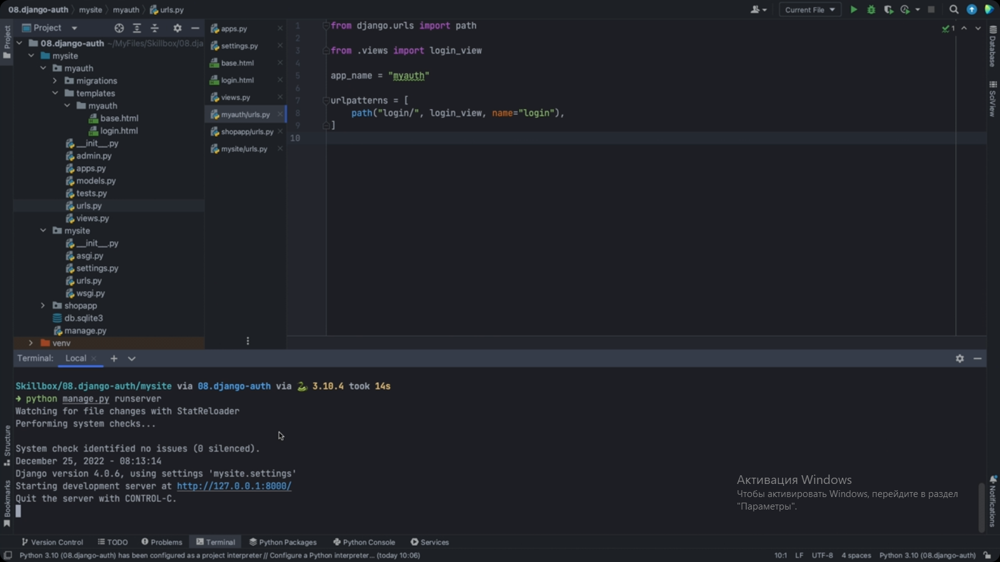 08.django-auth mysite myauth urls.py
Current File
Project
apps.py
settings.py
base.html
login.html
views.py
myauth/urls.py
shopapp/urls.py
mysite/urls.py
08.django-auth ~/MyFiles/Skillbox/08.dja
mysite
myauth
migrations
templates
myauth
base.html
login.html
__init__.py
admin.py
apps.py
models.py
tests.py
urls.py
views.py
mysite
__init__.py
asgi.py
settings.py
urls.py
wsgi.py
shopapp
db.sqlite3
manage.py
venv
1 from django.urls import path
2
3 from .views import login_view
4
5 app_name = "myauth"
6
7 urlpatterns = [
8 path("login/", login_view, name="login"),
9 ]
10
1
Project
Structure
Bookmarks
Database
SciView
Notifications
Terminal: Local
Skillbox/08.django-auth/mysite via 08.django-auth via 3.10.4 took 14s
➜ python manage.py runserver
Watching for file changes with StatReloader
Performing system checks...
System check identified no issues (0 silenced).
December 25, 2022 - 08:13:14
Django version 4.0.6, using settings 'mysite.settings'
Starting development server at http://127.0.0.1:8000/
Quit the server with CONTROL-C.
Активация Windows
Чтобы активировать Windows, перейдите в раздел
"Параметры".
Version Control TODO Problems Terminal Python Packages Python Console Services
Python 3.10 (08.django-auth) has been configured as a project interpreter // Configure a Python interpreter... (today 10:06)
10:1 LF UTF-8 4 spaces Python 3.10 (08.django-auth)